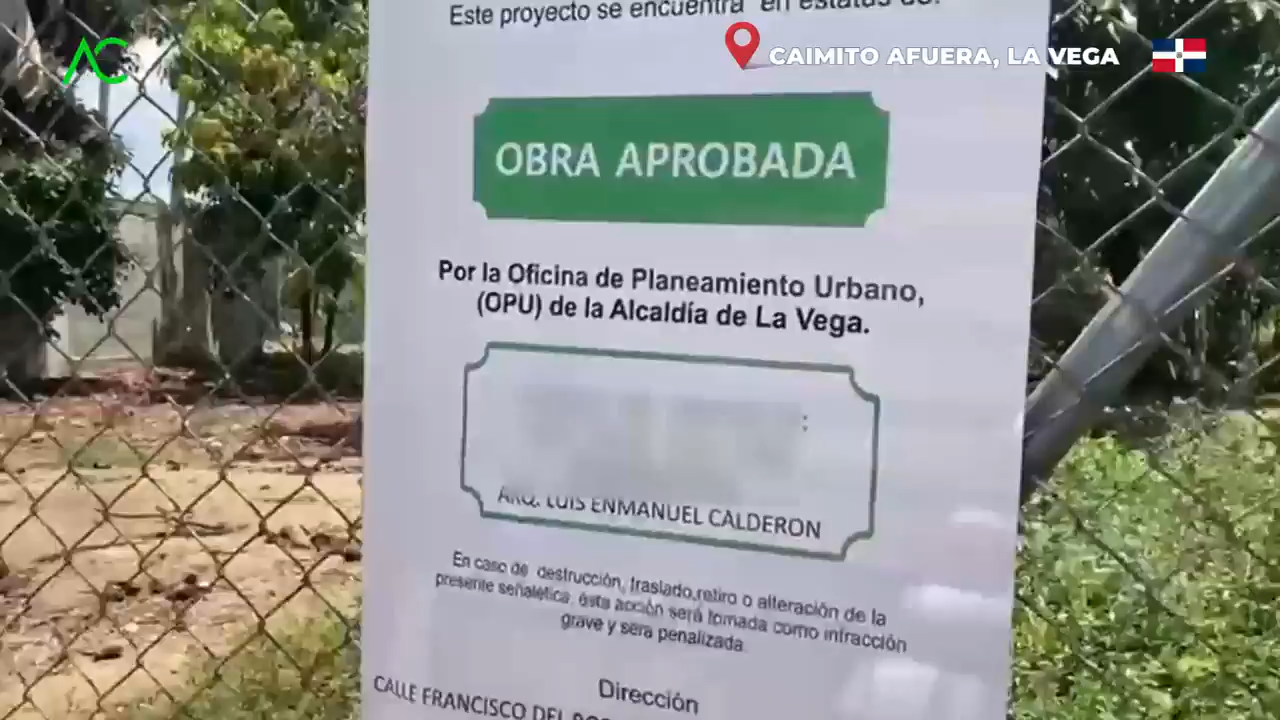 Este proyecto se encuentra en estatus de:
AC
CAIMITO AFUERA, LA VEGA
OBRA APROBADA
Por la Oficina de Planeamiento Urbano,
(OPU) de la Alcaldía de La Vega.
ARQ. LUIS ENMANUEL CALDERON
En caso de destrucción, traslado,retiro o alteración de la
presente señalética, ésta acción será tomada como infracción
grave y sera penalizada.
Dirección
CALLE FRANCISCO DEL